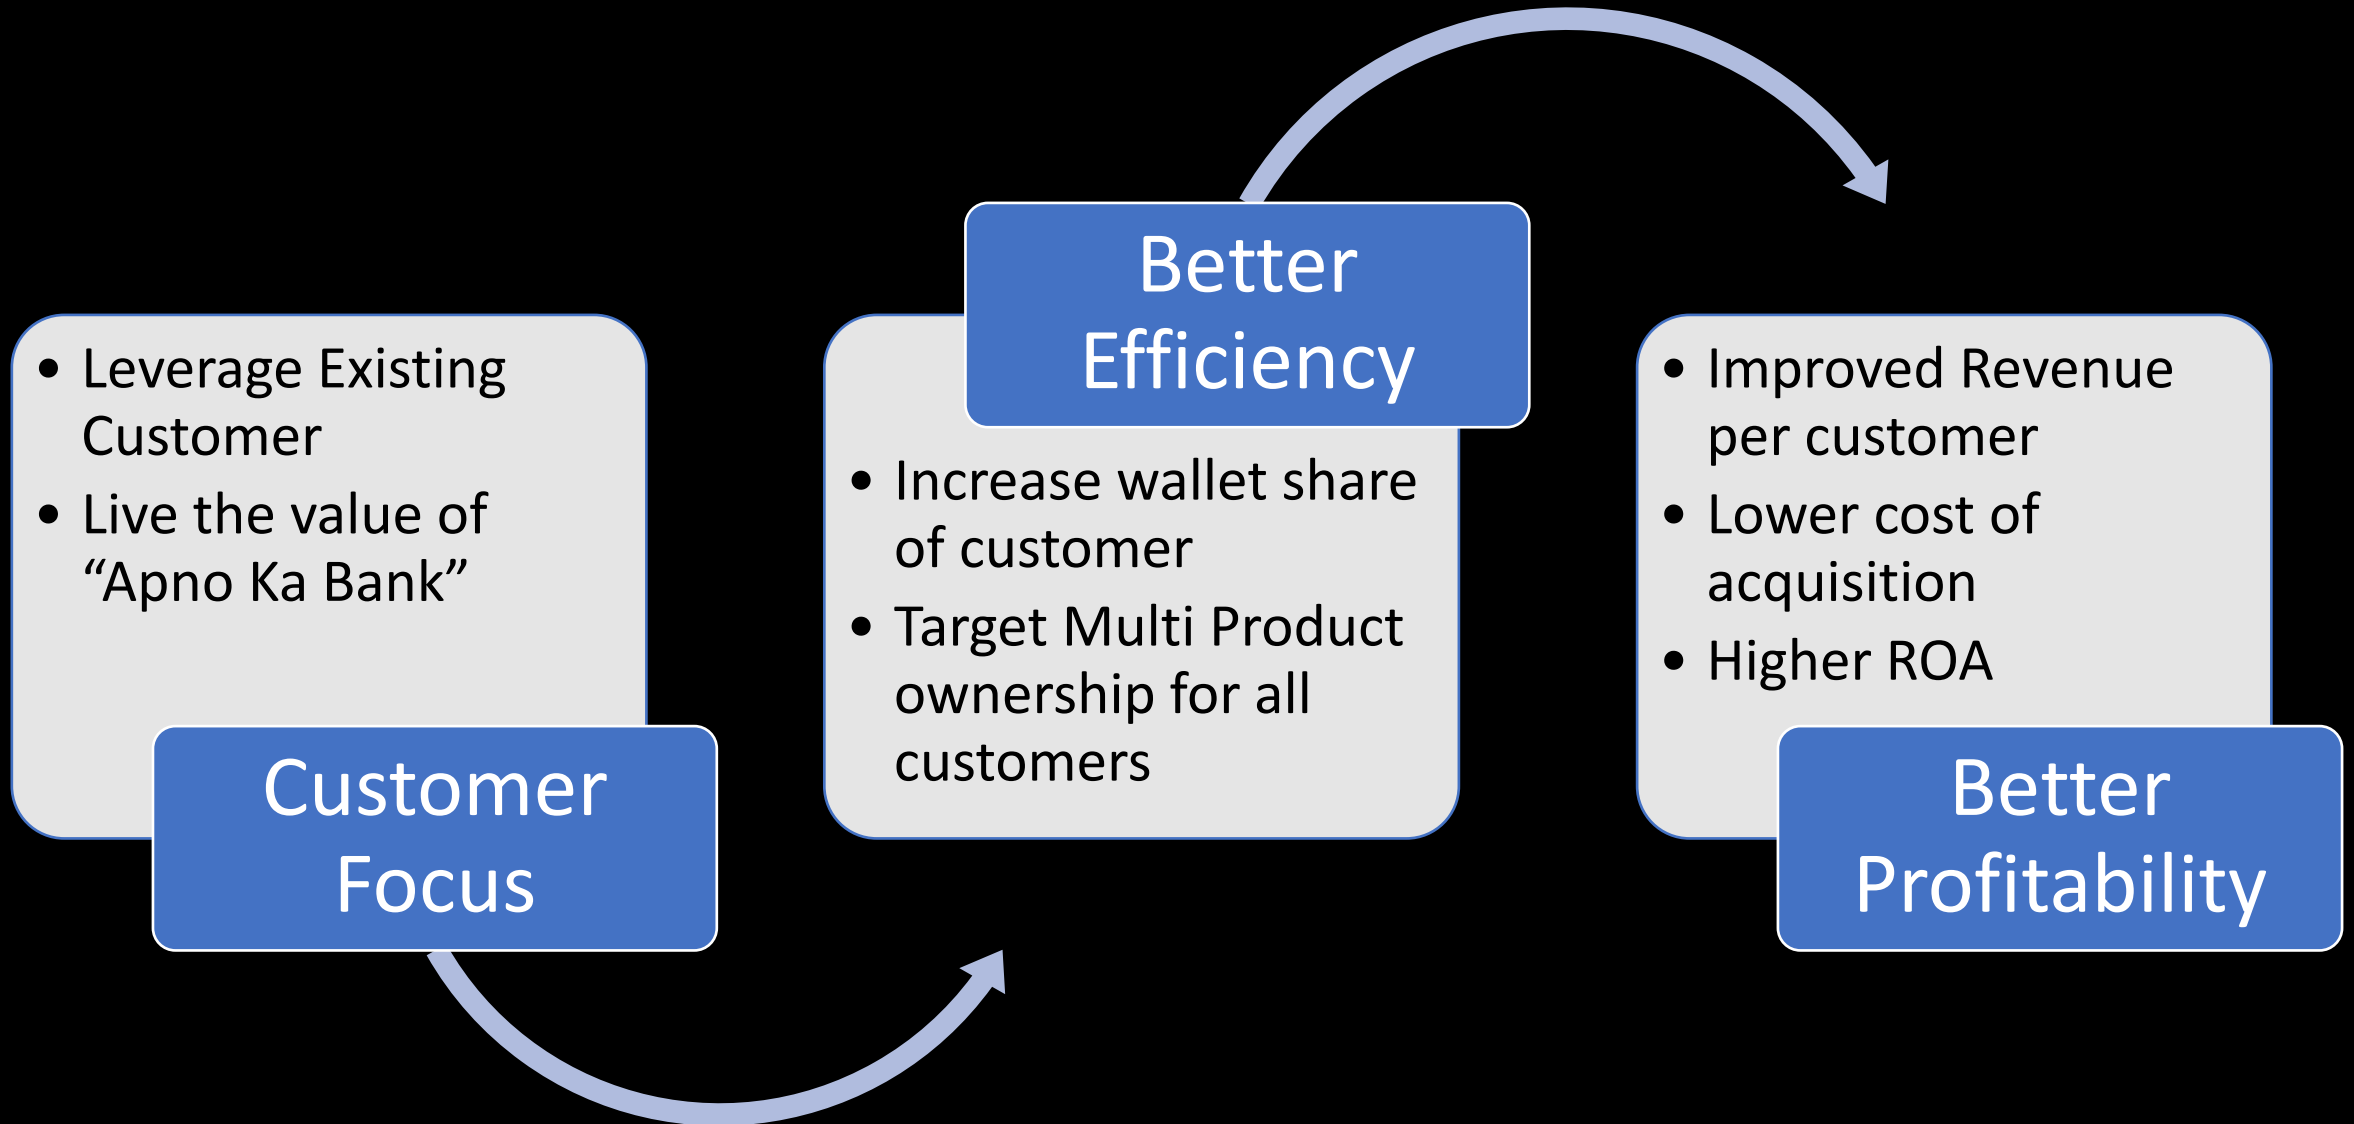 • Leverage Existing
Customer
• Live the value of
“Apno Ka Bank”
Customer
Focus
Better
Efficiency
• Increase wallet share
of customer
• Target Multi Product
ownership for all
customers
• Improved Revenue
per customer
• Lower cost of
acquisition
• Higher ROA
Better
Profitability